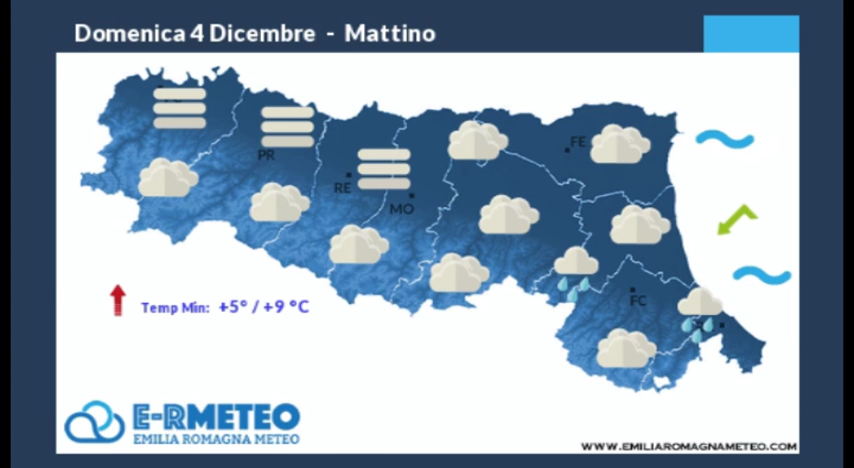 Domenica 4 Dicembre - Mattino
PR
FE
RE
MO
FC
Temp Min: +5° / +9 °C
E-RMETEO
EMILIA ROMAGNA METEO
WWW.EMILIAROMAGNAMETEO.COM